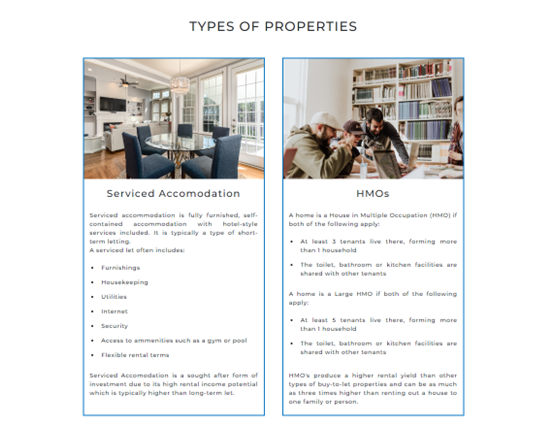 TYPES OF PROPERTIES
Serviced Accomodation
Serviced accommodation is fully furnished, self-
contained accommodation with hotel-style
services included. It is typically a type of short-
term letting.
A serviced let often includes:
• Furnishings
• Housekeeping
• Utilities
• Internet
• Security
• Access to ammenities such as a gym or pool
• Flexible rental terms
Serviced Accomodation is a sought after form of
investment due to its high rental income potential
which is typically higher than long-term let.
HMOs
A home is a House in Multiple Occupation (HMO) if
both of the following apply:
• At least 3 tenants live there, forming more
than 1 household
• The toilet, bathroom or kitchen facilities are
shared with other tenants
A home is a Large HMO if both of the following
apply:
• At least 5 tenants live there, forming more
than 1 household
• The toilet, bathroom or kitchen facilities are
shared with other tenants
HMO's produce a higher rental yield than other
types of buy-to-let properties and can be as much
as three times higher than renting out a house to
one family or person.